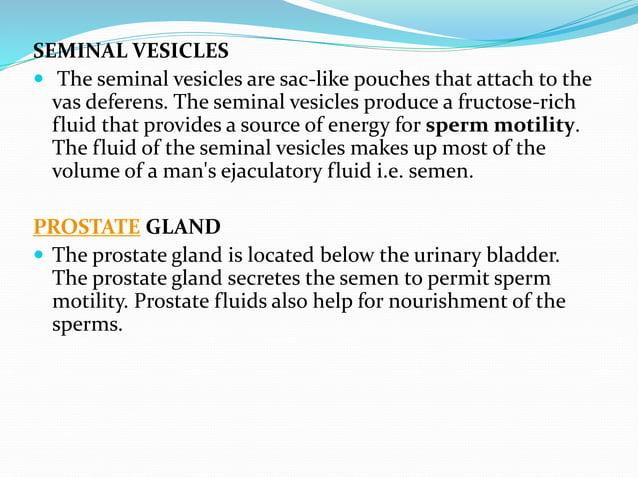 SEMINAL VESICLES
The seminal vesicles are sac-like pouches that attach to the
vas deferens. The seminal vesicles produce a fructose-rich
fluid that provides a source of energy for sperm motility.
The fluid of the seminal vesicles makes up most of the
volume of a man's ejaculatory fluid i.e. semen.
PROSTATE GLAND
The prostate gland is located below the urinary bladder.
The prostate gland secretes the semen to permit sperm
motility. Prostate fluids also help for nourishment of the
sperms.